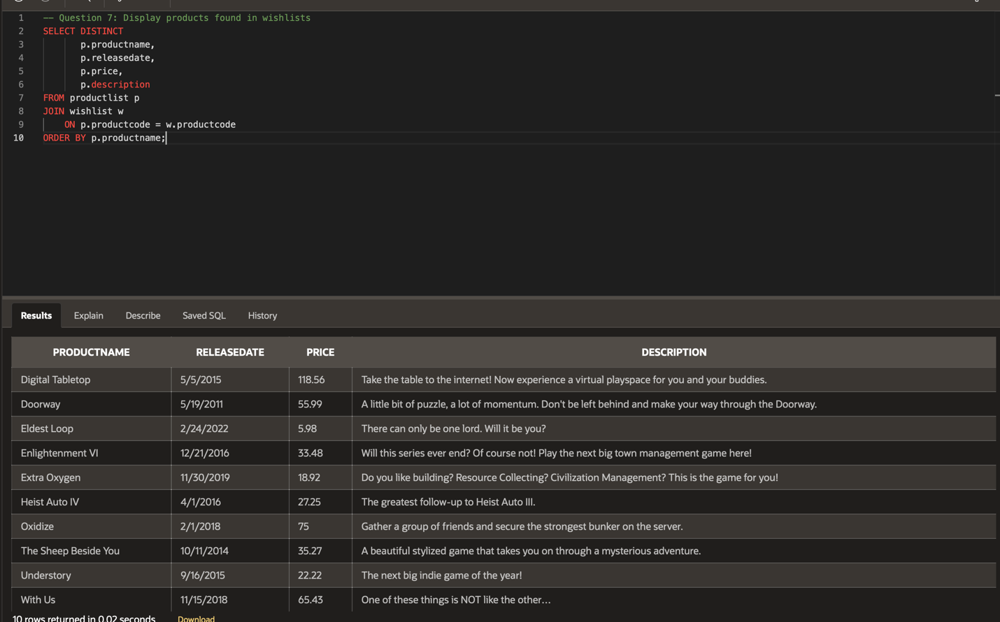 1 -- Question 7: Display products found in wishlists
2 SELECT DISTINCT
3 p.productname,
4 p.releasedate,
5 p.price,
6 p.description
7 FROM productlist p
8 JOIN wishlist w
9 ON p.productcode = w.productcode
10 ORDER BY p.productname;
Results Explain Describe Saved SQL History
PRODUCTNAME RELEASEDATE PRICE DESCRIPTION
Digital Tabletop 5/5/2015 118.56 Take the table to the internet! Now experience a virtual playspace for you and your buddies.
Doorway 5/19/2011 55.99 A little bit of puzzle, a lot of momentum. Don't be left behind and make your way through the Doorway.
Eldest Loop 2/24/2022 5.98 There can only be one lord. Will it be you?
Enlightenment VI 12/21/2016 33.48 Will this series ever end? Of course not! Play the next big town management game here!
Extra Oxygen 11/30/2019 18.92 Do you like building? Resource Collecting? Civilization Management? This is the game for you!
Heist Auto IV 4/1/2016 27.25 The greatest follow-up to Heist Auto III.
Oxidize 2/1/2018 75 Gather a group of friends and secure the strongest bunker on the server.
The Sheep Beside You 10/11/2014 35.27 A beautiful stylized game that takes you on through a mysterious adventure.
Understory 9/16/2015 22.22 The next big indie game of the year!
With Us 11/15/2018 65.43 One of these things is NOT like the other...
10 rows returned in 0.02 seconds Download